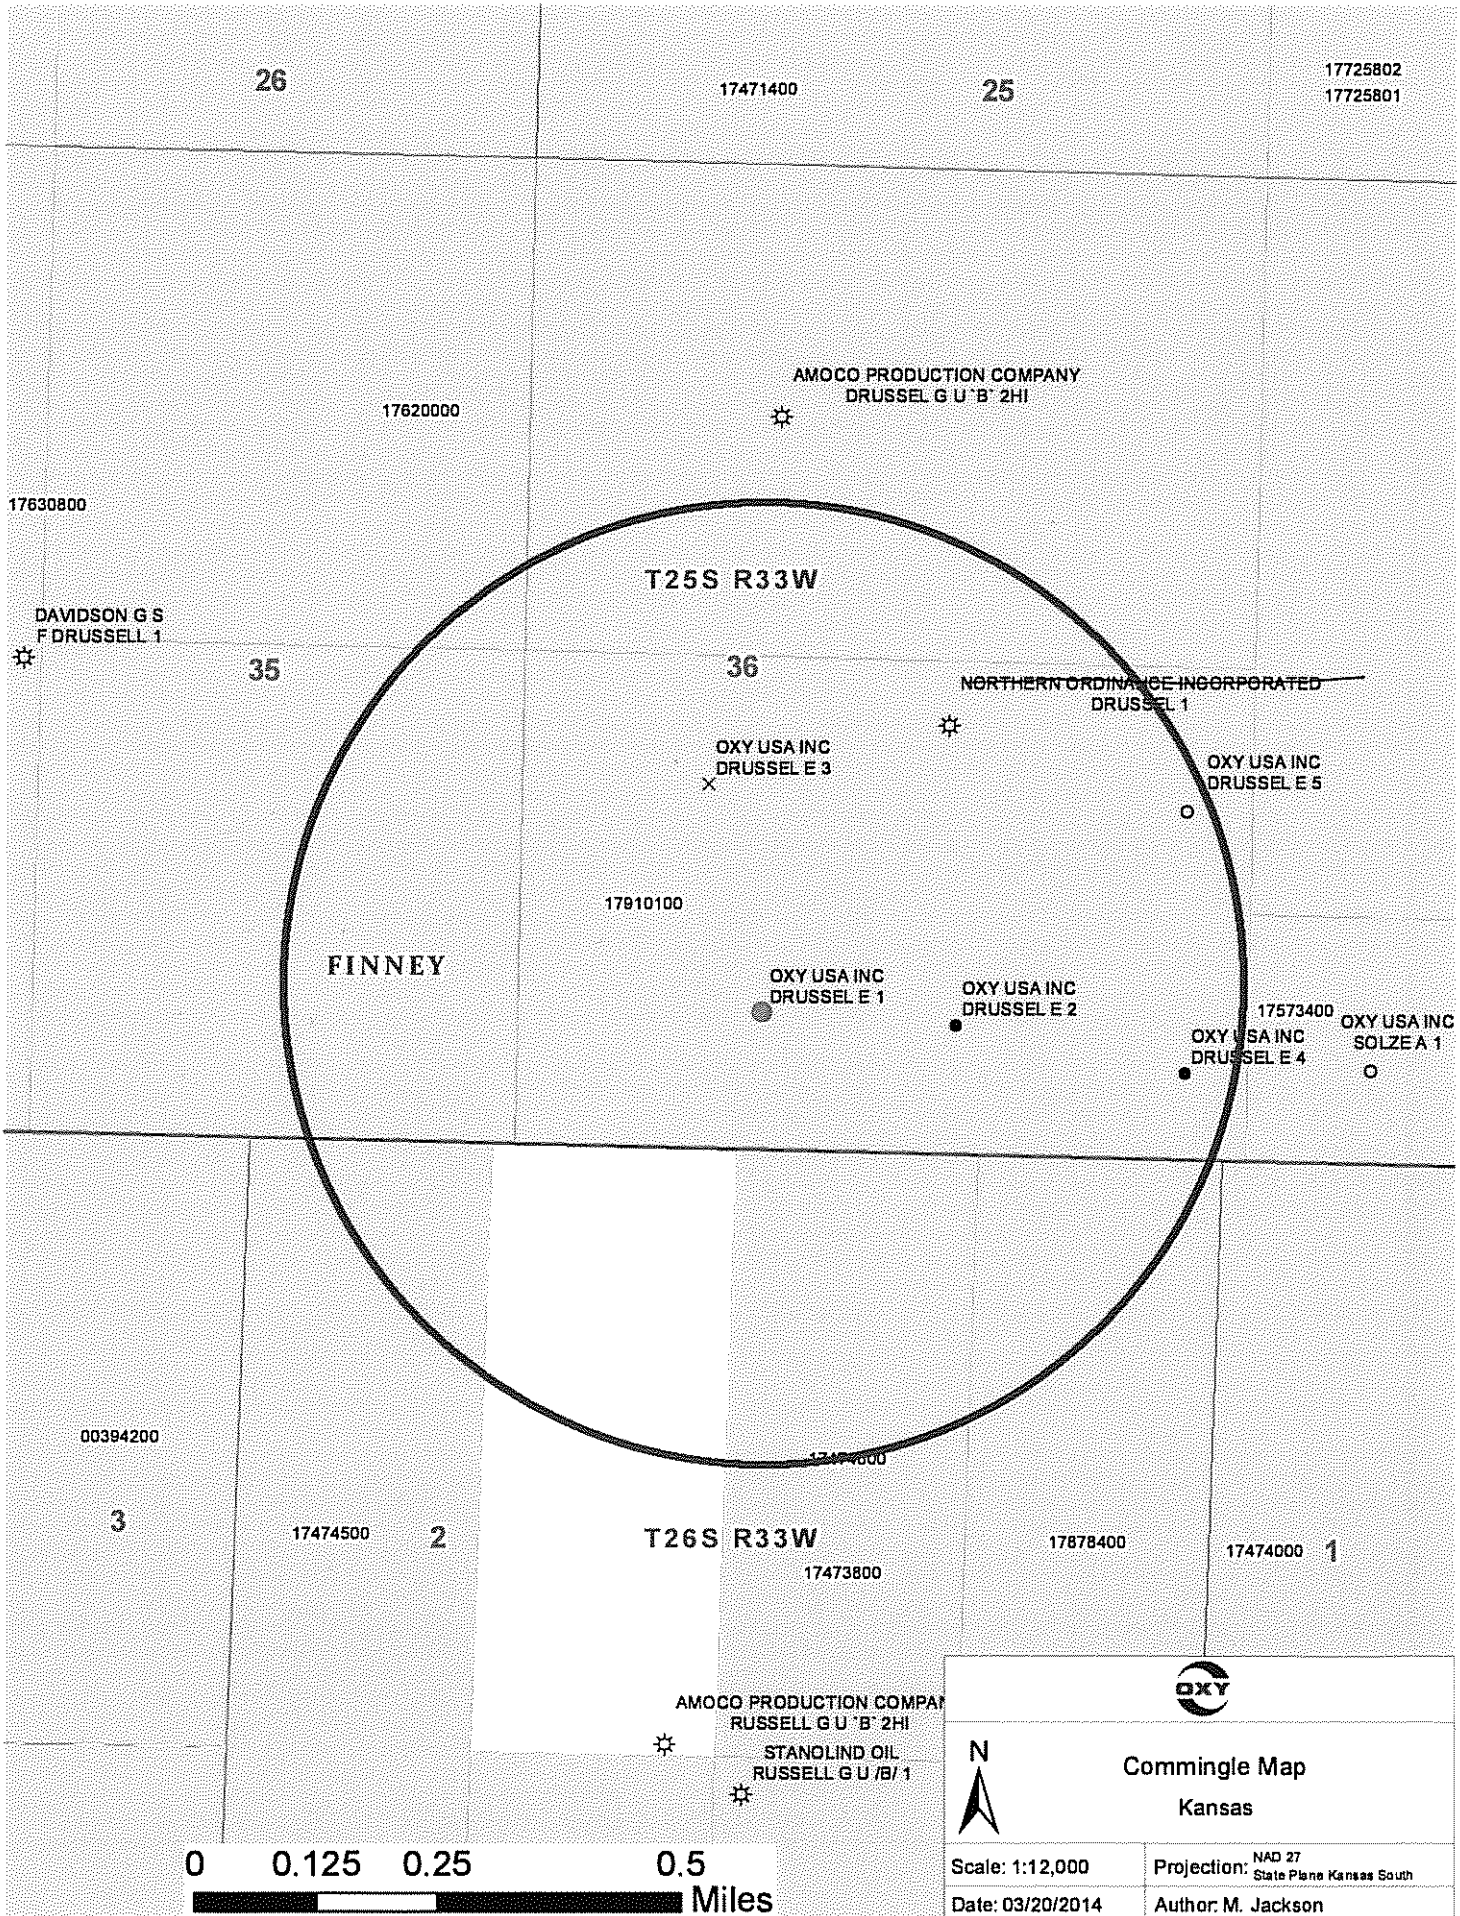 26
17471400
25
17725802
17725801
AMOCO PRODUCTION COMPANY
DRUSSEL G U `B` 2HI
17620000
17630800
T25S R33W
DAVIDSON G S
F DRUSSELL 1
35
36
NORTHERN ORDINANCE INCORPORATED
DRUSSEL 1
OXY USA INC
DRUSSEL E 3
OXY USA INC
DRUSSEL E 5
17910100
FINNEY
OXY USA INC
DRUSSEL E 1
OXY USA INC
DRUSSEL E 2
17573400
OXY USA INC
SOLZE A 1
OXY USA INC
DRUSSEL E 4
00394200
3
17474500
2
T26S R33W
17473800
17878400
17474000
1
AMOCO PRODUCTION COMPAN
RUSSELL G U `B` 2HI
STANOLIND OIL
RUSSELL G U /B/ 1
OXY
N
Commingle Map
Kansas
0 0.125 0.25 0.5
Miles
Scale: 1:12,000
Projection: NAD 27
State Plane Kansas South
Date: 03/20/2014
Author: M. Jackson